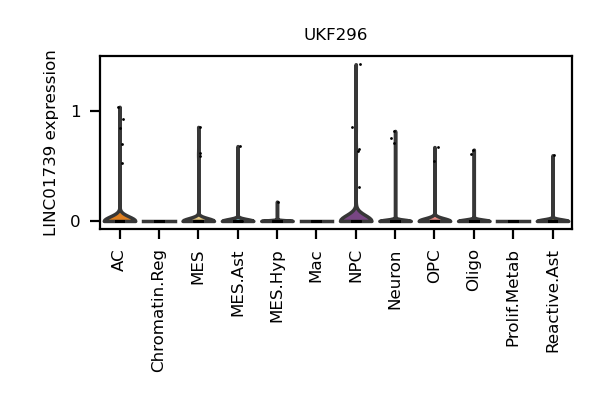 UKF296
LINC01739 expression
1
0
AC
Chromatin.Reg
MES
MES.Ast
MES.Hyp
Mac
NPC
Neuron
OPC
Oligo
Prolif.Metab
Reactive.Ast